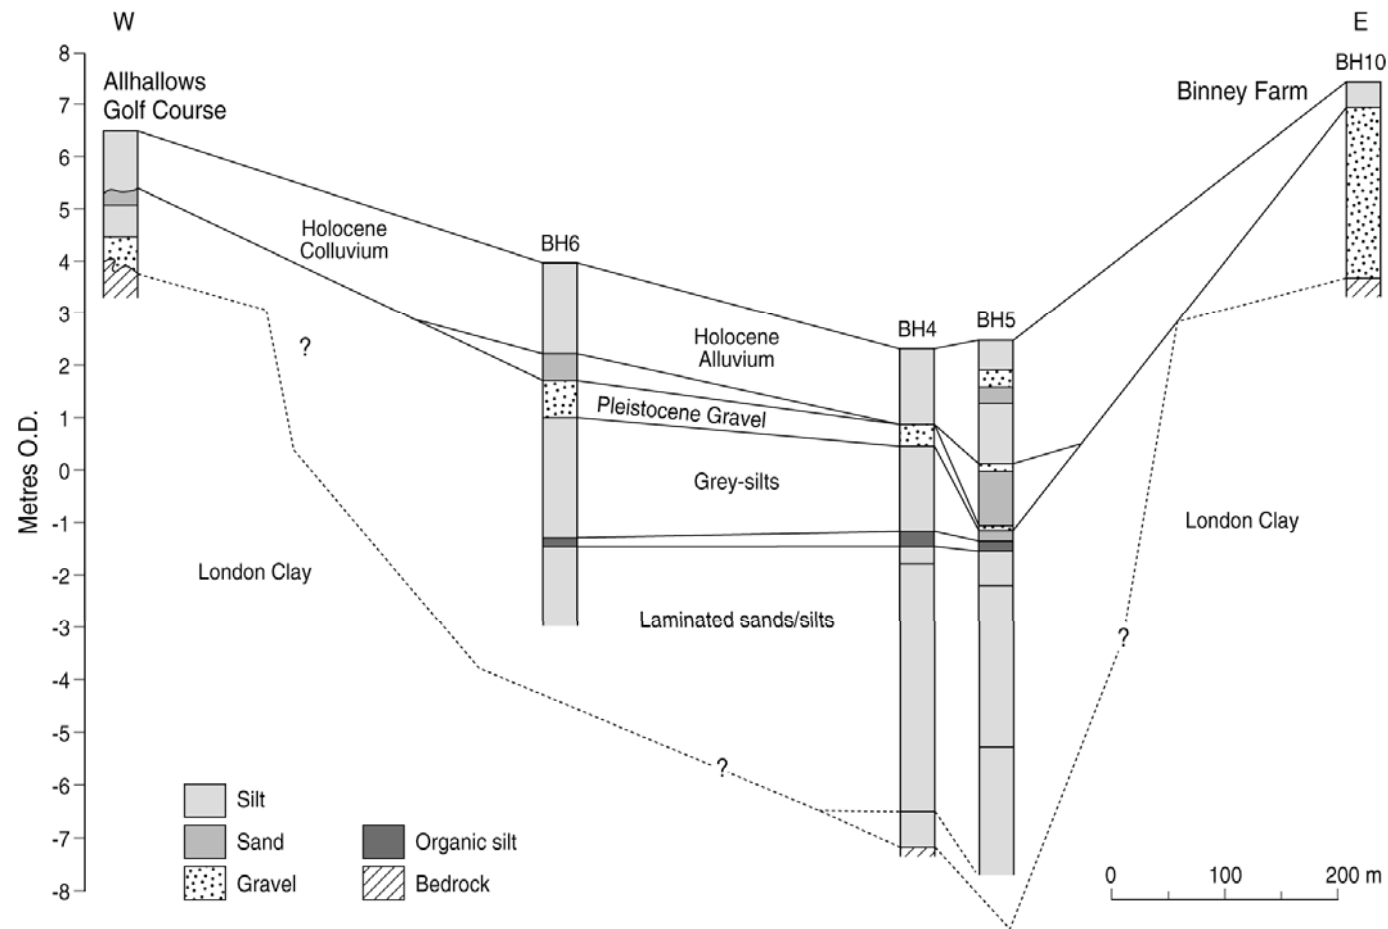 W
E
8
7
6
5
4
3
2
1
0
-1
-2
-3
-4
-5
-6
-7
-8
Metres O.D.
Allhallows
Golf Course
BH6
BH4
BH5
BH10
Binney Farm
Holocene
Colluvium
Holocene
Alluvium
?
Pleistocene Gravel
Grey-silts
London Clay
London Clay
Laminated sands/silts
?
?
Silt
Sand
Gravel
Organic silt
Bedrock
0
100
200 m